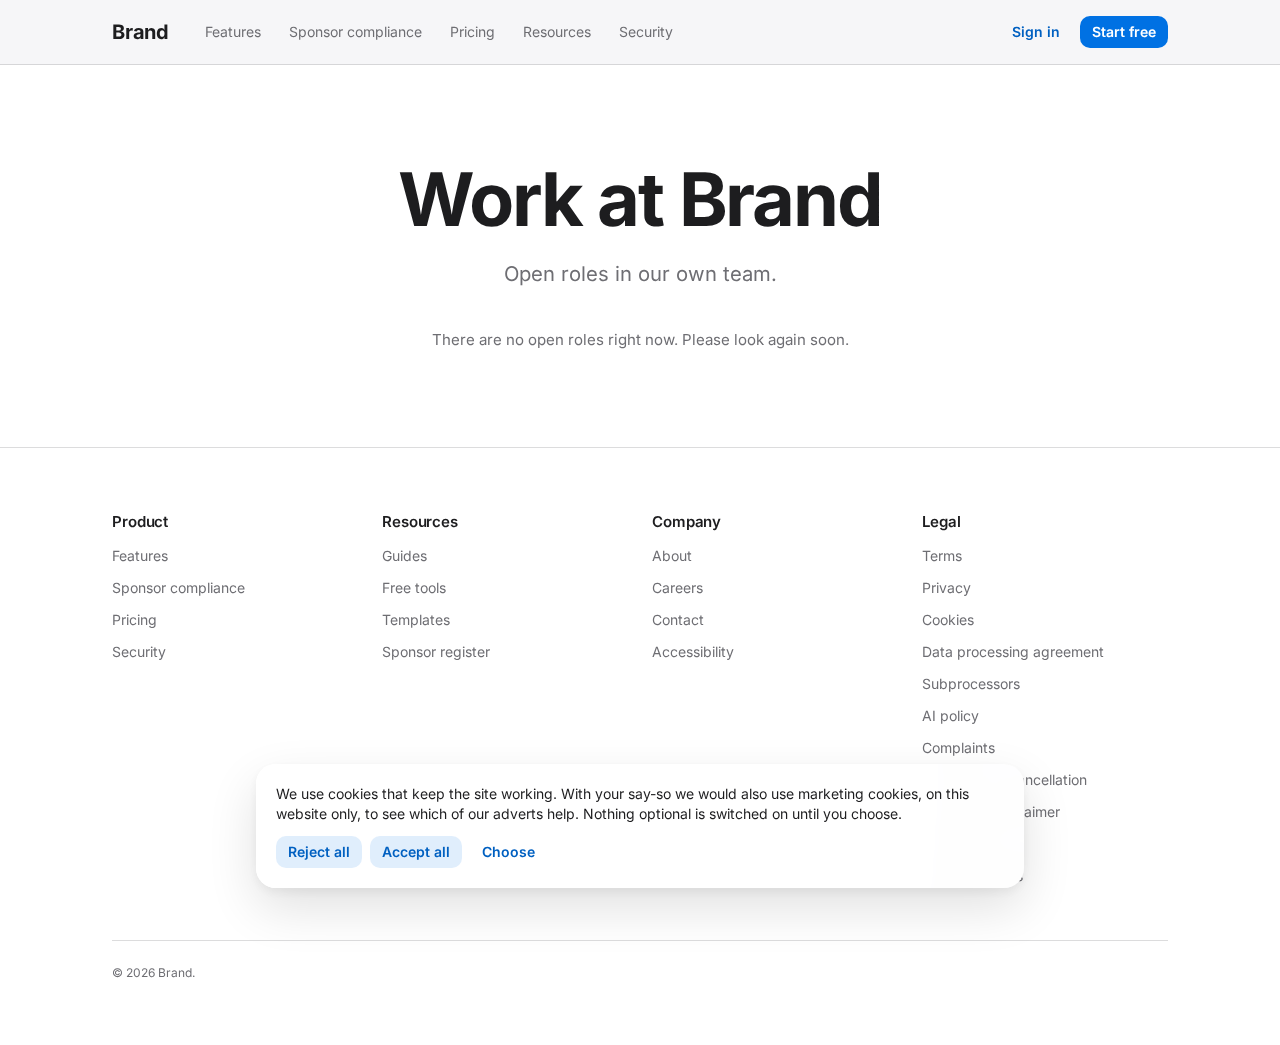 Brand
Features
Sponsor compliance
Pricing
Resources
Security
Sign in
Start free
Work at Brand
Open roles in our own team.
There are no open roles right now. Please look again soon.
Product
Features
Sponsor compliance
Pricing
Security
Resources
Guides
Free tools
Templates
Sponsor register
Company
About
Careers
Contact
Accessibility
Legal
Terms
Privacy
Cookies
Data processing agreement
Subprocessors
AI policy
Complaints
We use cookies that keep the site working. With your say-so we would also use marketing cookies, on this
website only, to see which of our adverts help. Nothing optional is switched on until you choose.
Reject all
Accept all
Choose
© 2026 Brand.